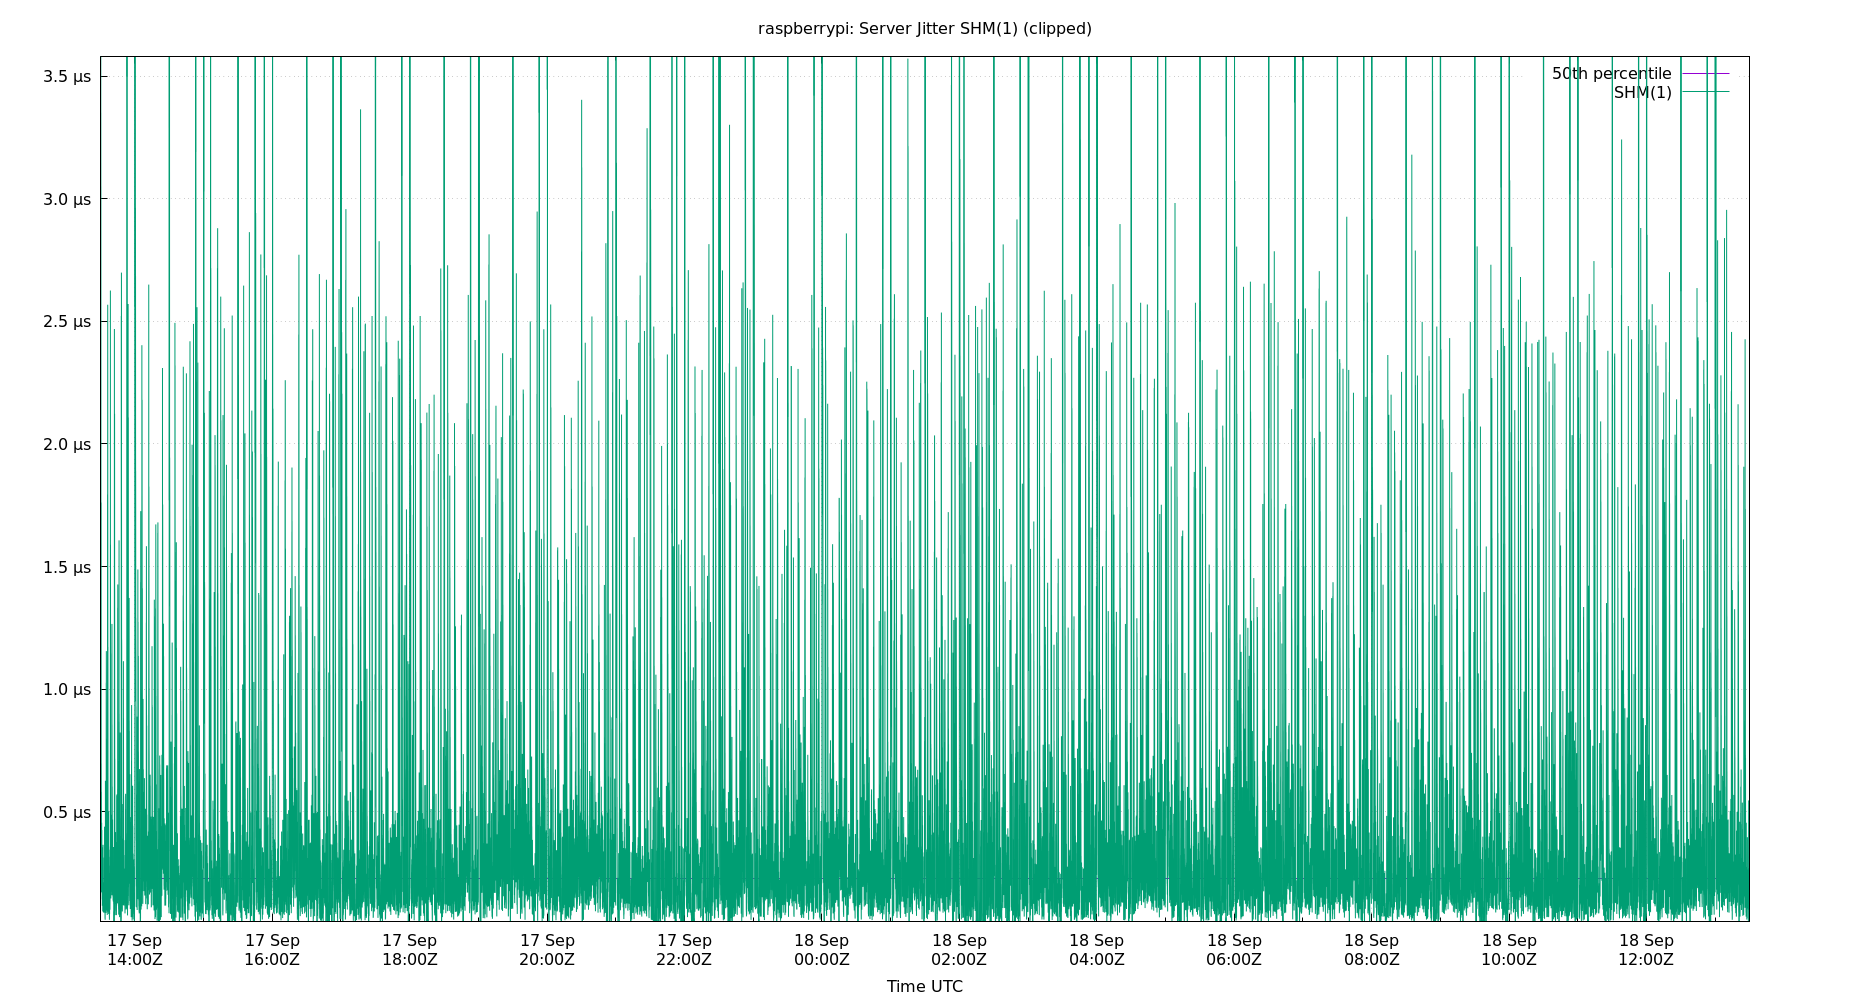 raspberrypi: Server Jitter SHM(1) (clipped)
50th percentile
SHM(1)
3.5 µs
3.0 µs
2.5 µs
2.0 µs
1.5 µs
1.0 µs
0.5 µs
17 Sep 17 Sep 17 Sep 17 Sep 17 Sep 18 Sep 18 Sep 18 Sep 18 Sep 18 Sep 18 Sep 18 Sep
14:00Z 16:00Z 18:00Z 20:00Z 22:00Z 00:00Z 02:00Z 04:00Z 06:00Z 08:00Z 10:00Z 12:00Z
Time UTC